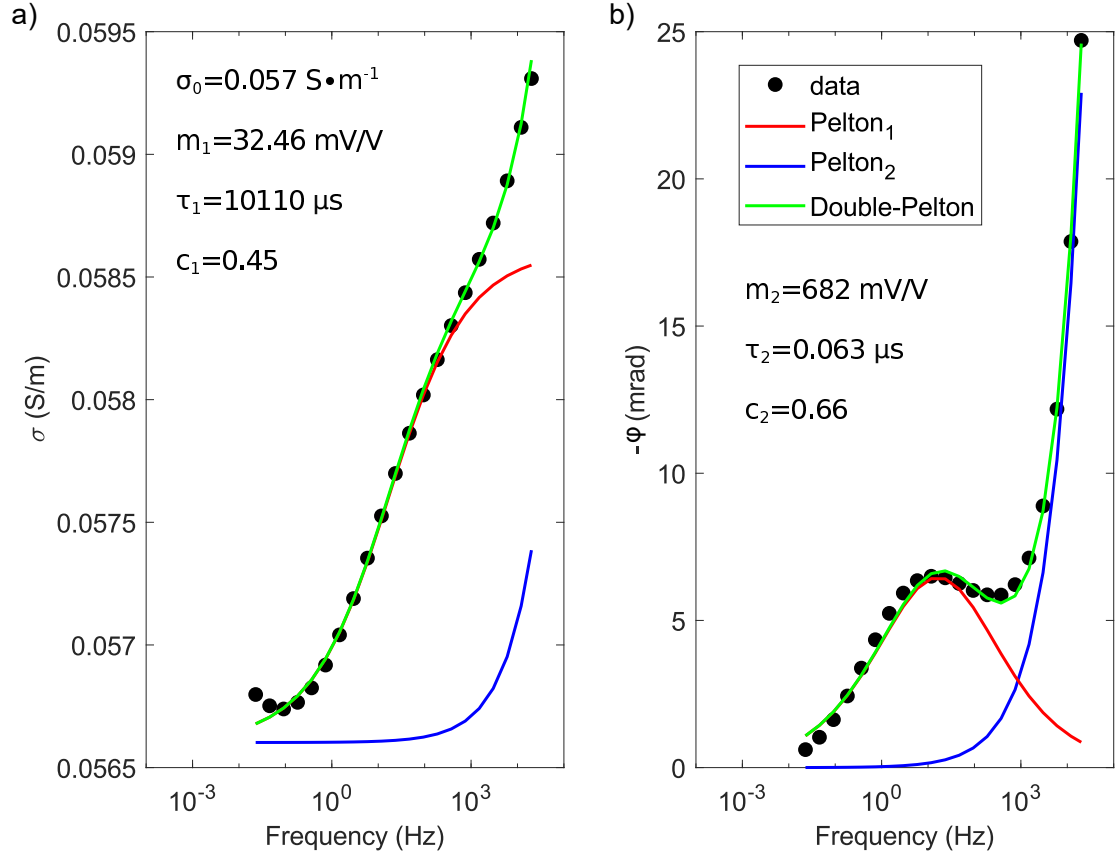 a)
0.0595
0.059
0.0585
0.058
0.0575
0.057
0.0565
σ (S/m)
σ₀=0.057 S•m⁻¹
m₁=32.46 mV/V
τ₁=10110 μs
c₁=0.45
10⁻³ 10⁰ 10³
Frequency (Hz)
b)
25
20
15
10
5
0
-φ (mrad)
data
Pelton₁
Pelton₂
Double-Pelton
m₂=682 mV/V
τ₂=0.063 μs
c₂=0.66
10⁻³ 10⁰ 10³
Frequency (Hz)